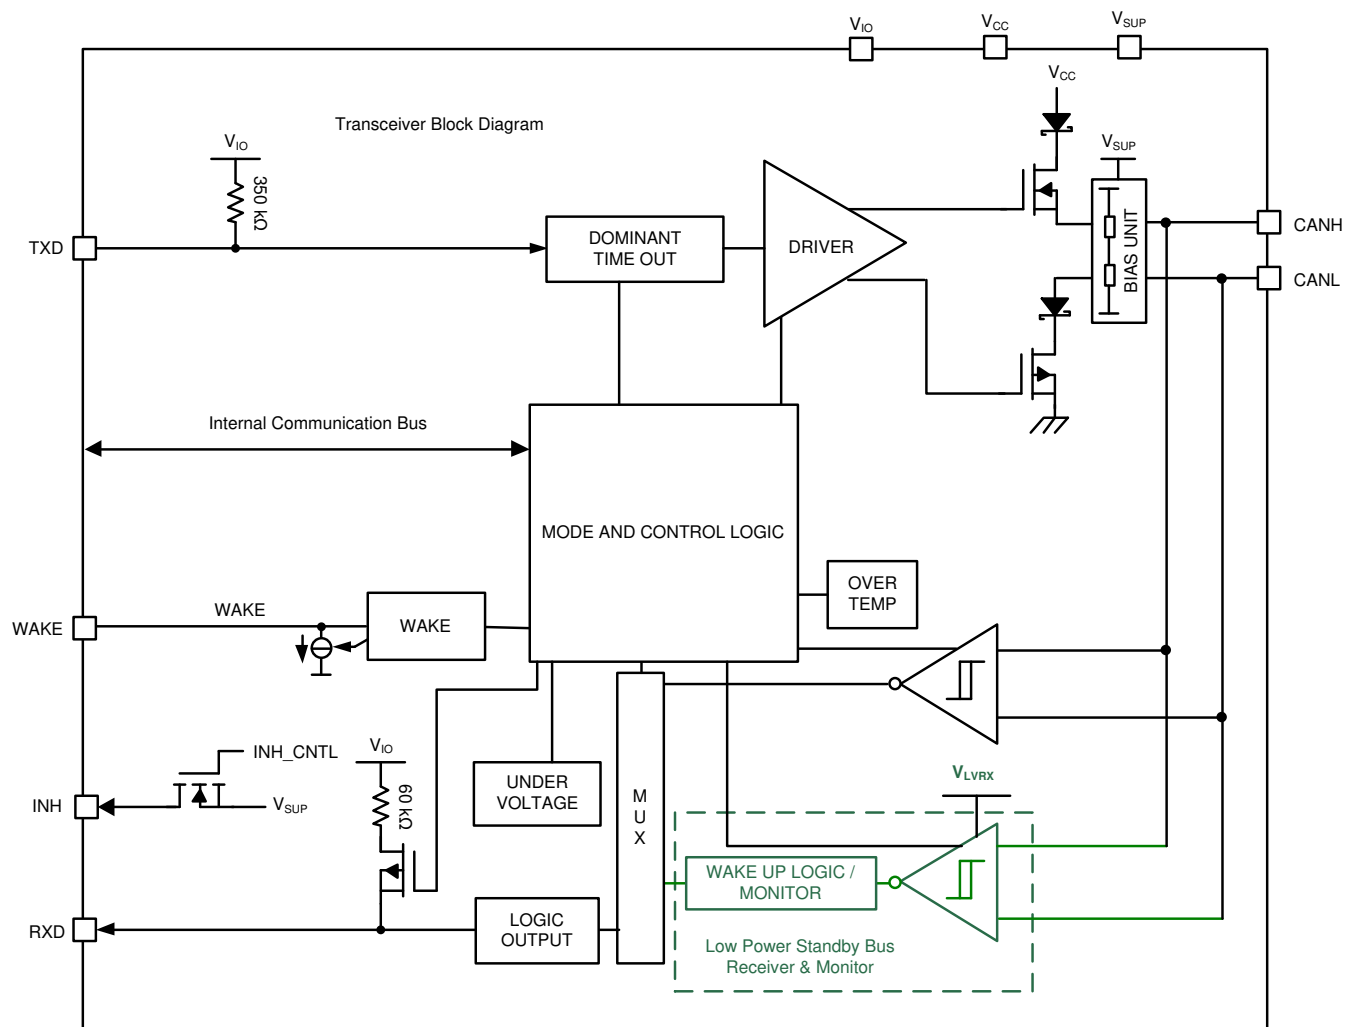 VIO
VCC
VSUP
VCC
Transceiver Block Diagram
VIO
VSUP
350 kΩ
TXD
DOMINANT
TIME OUT
DRIVER
BIAS UNIT
CANH
CANL
Internal Communication Bus
MODE AND CONTROL LOGIC
OVER
TEMP
WAKE
WAKE
WAKE
INH_CNTL
VIO
INH
VSUP
60 kΩ
UNDER
VOLTAGE
M
U
X
VLVRX
WAKE UP LOGIC /
MONITOR
RXD
LOGIC
OUTPUT
Low Power Standby Bus
Receiver & Monitor